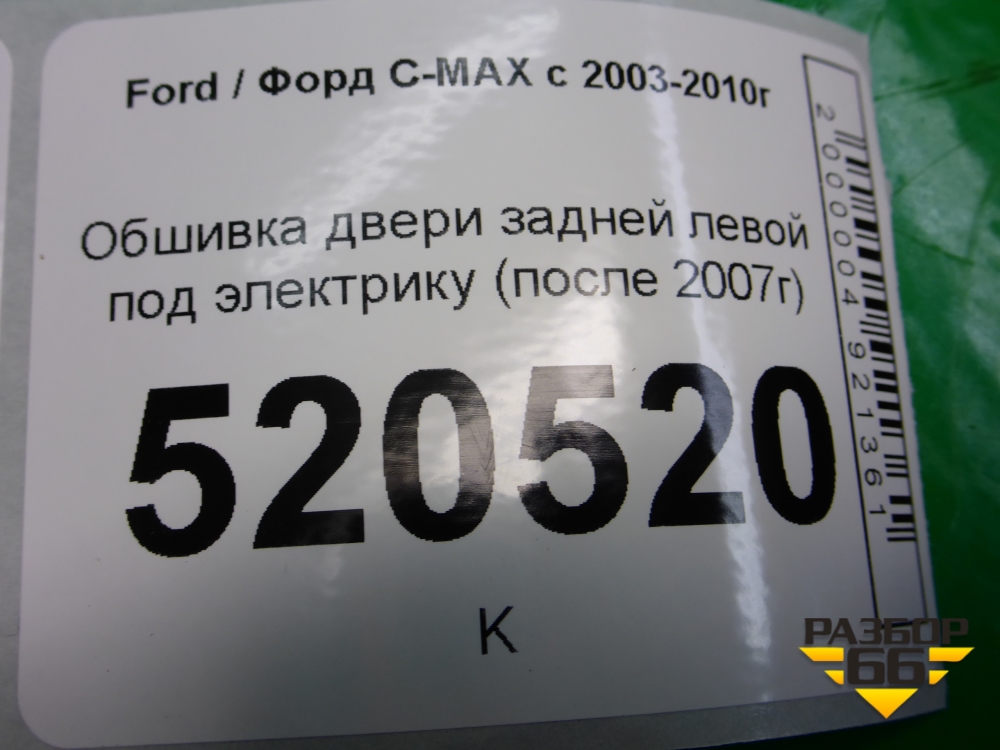 Ford / Форд C-MAX с 2003-2010г
Обшивка двери задней левой
под электрику (после 2007г)
520520
К
2000004921361
РАЗБОР
66